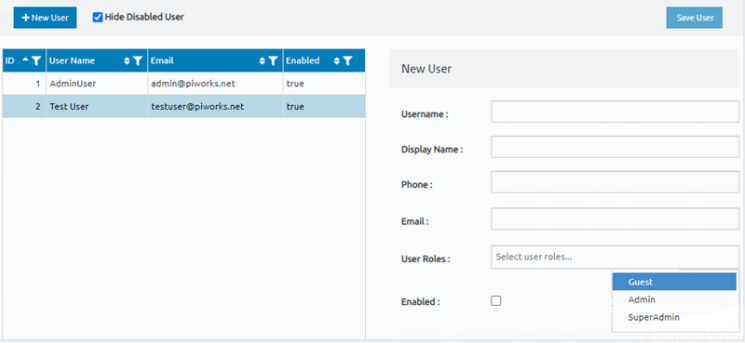 + New User
Hide Disabled User
Save User
ID User Name Email Enabled
1 AdminUser admin@piworks.net true
2 Test User testuser@piworks.net true
New User
Username :
Display Name :
Phone :
Email :
User Roles : Select user roles...
Guest
Enabled :
Admin
SuperAdmin